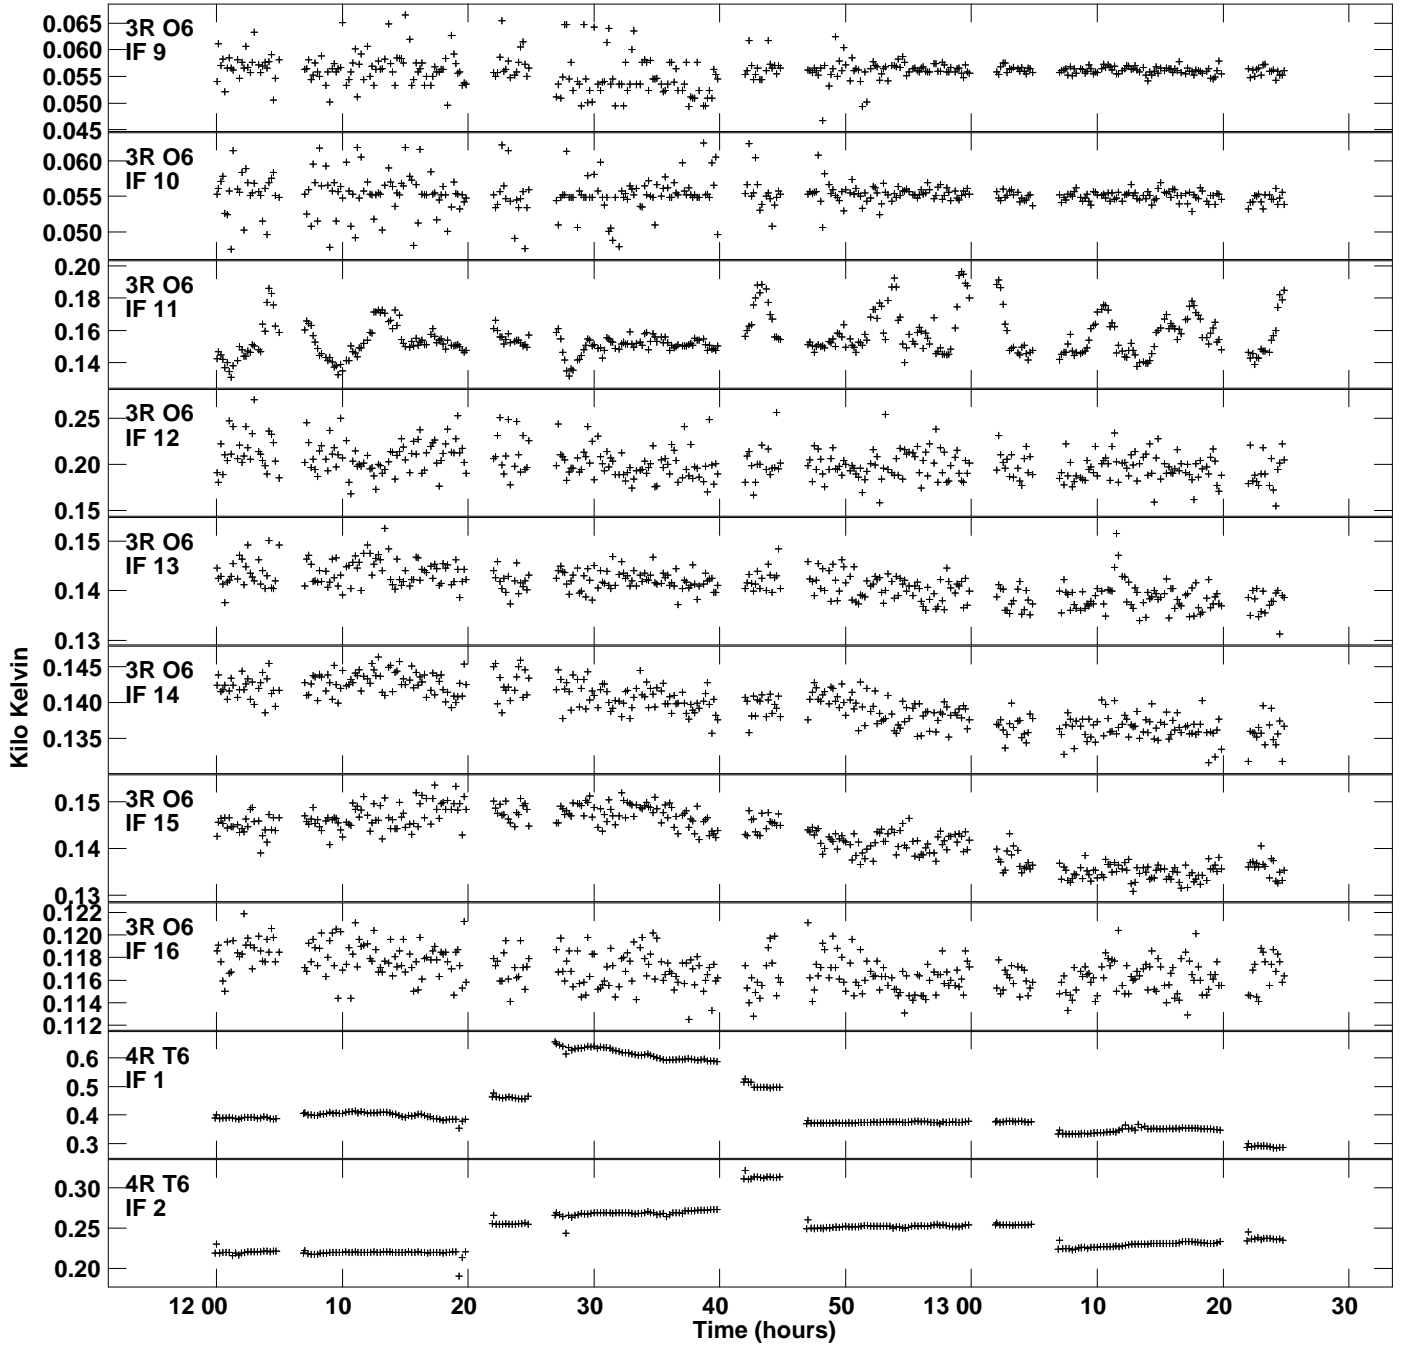 0.065
0.060
0.055
0.050
0.045
3R O6
IF 9
0.060
0.055
0.050
3R O6
IF 10
0.20
0.18
0.16
0.14
3R O6
IF 11
0.25
0.20
0.15
3R O6
IF 12
0.15
0.14
0.13
3R O6
IF 13
0.145
0.140
0.135
3R O6
IF 14
0.15
0.14
0.13
3R O6
IF 15
0.122
0.120
0.118
0.116
0.114
0.112
3R O6
IF 16
0.6
0.5
0.4
0.3
4R T6
IF 1
0.30
0.25
0.20
4R T6
IF 2
Kilo Kelvin
12 00 10 20 30 40 50 13 00 10 20 30
Time (hours)